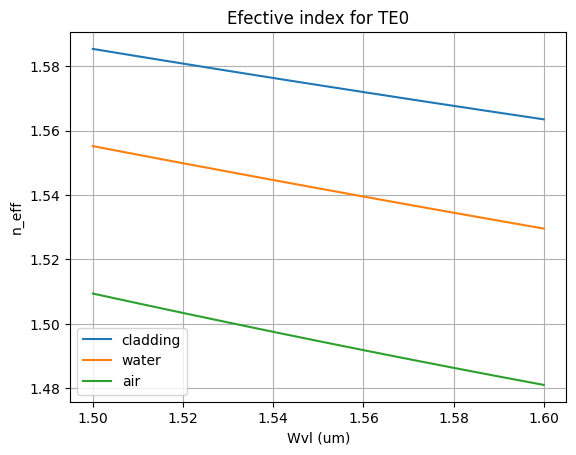 Efective index for TE0
n_eff
1.58
1.56
1.54
1.52
1.50
1.48
cladding
water
air
1.50 1.52 1.54 1.56 1.58 1.60
Wvl (um)